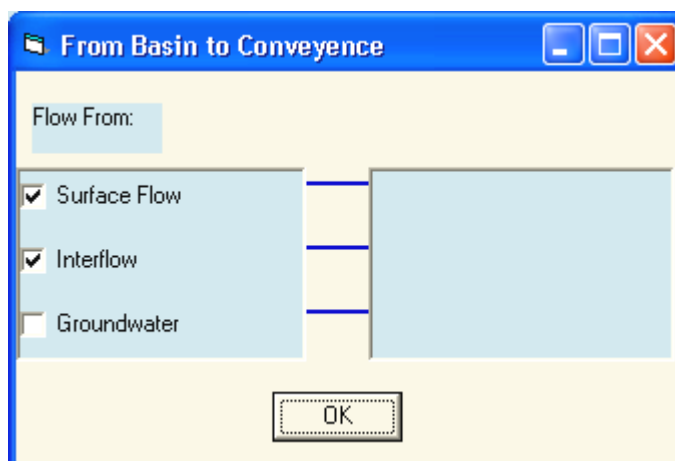 From Basin to Conveyence
Flow From:
Surface Flow
Interflow
Groundwater
OK